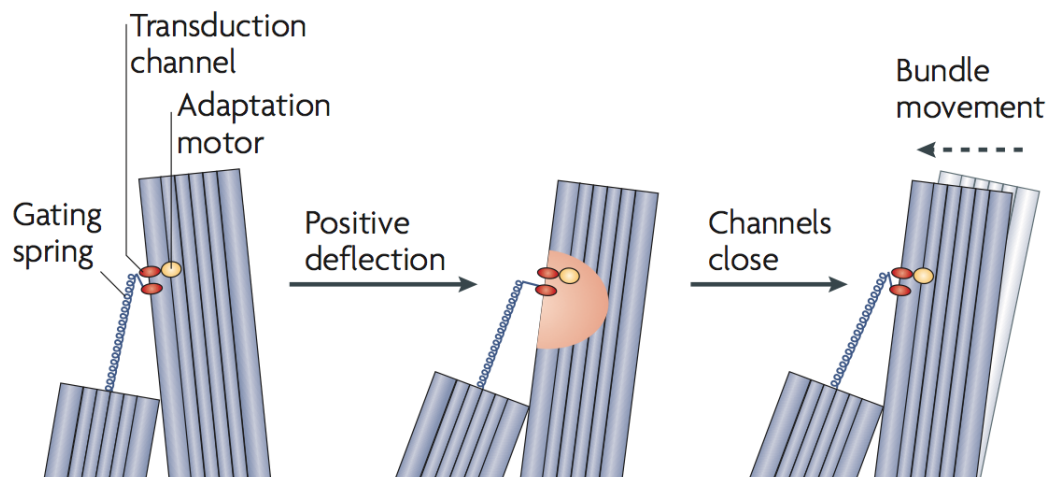 Transduction
channel
Adaptation
motor
Gating
spring
Positive
deflection
Channels
close
Bundle
movement